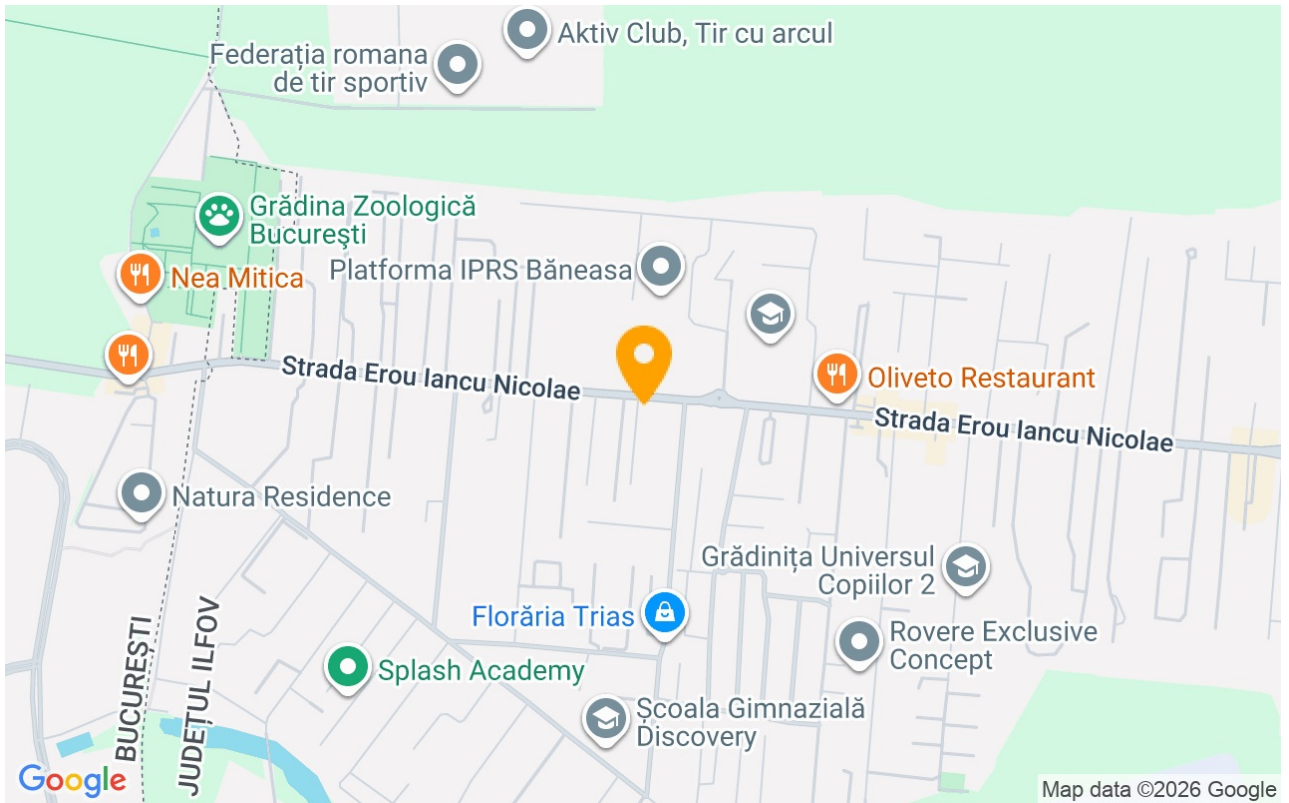 Aktiv Club, Tir cu arcul
Federația romana
de tir sportiv
Grădina Zoologică
București
Nea Mitica
Platforma IPRS Băneasa
Strada Erou Iancu Nicolae
Oliveto Restaurant
Strada Erou Iancu Nicolae
Natura Residence
Grădinița Universul
Copiilor 2
Florăria Trias
Rovere Exclusive
Concept
BUCUREȘTI
JUDEȚUL ILFOV
Splash Academy
Școala Gimnazială
Discovery
Google
Map data ©2026 Google